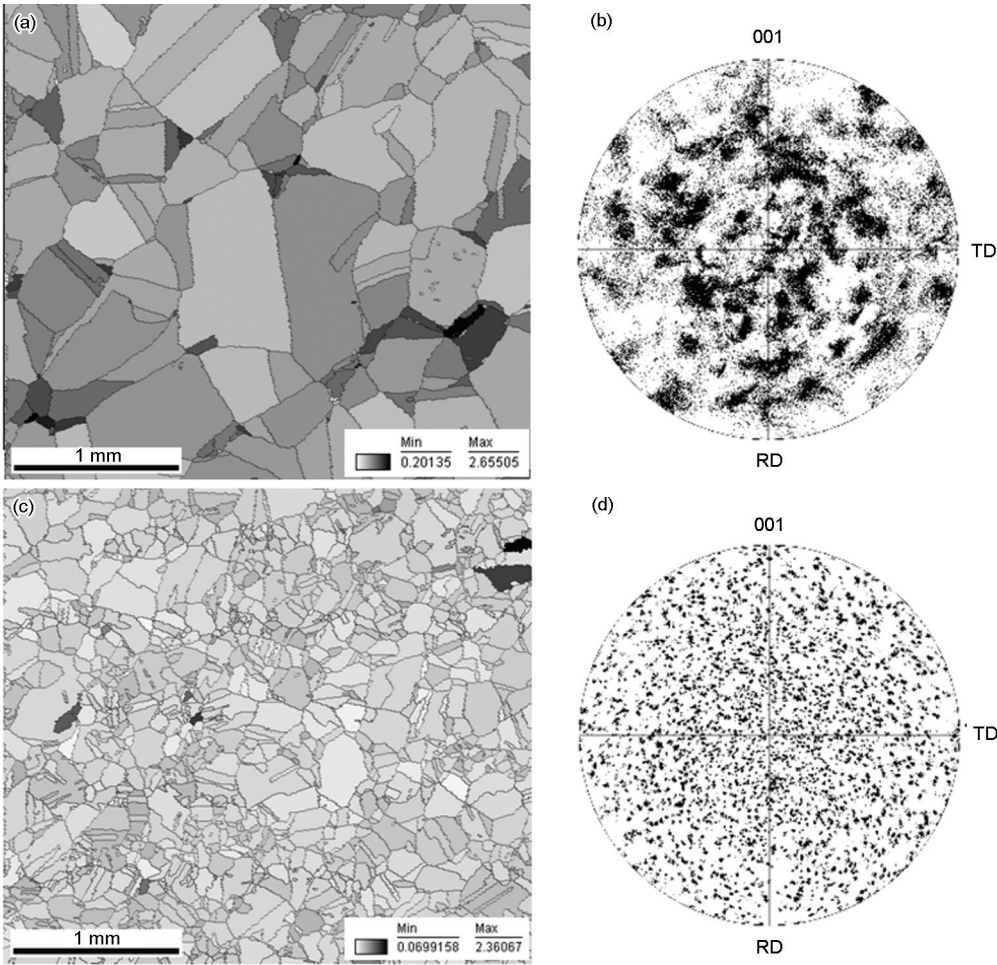 (a)
1 mm
Min Max
0.20135 2.65505
(b)
001
TD
RD
(c)
1 mm
Min Max
0.0699158 2.36067
(d)
001
TD
RD